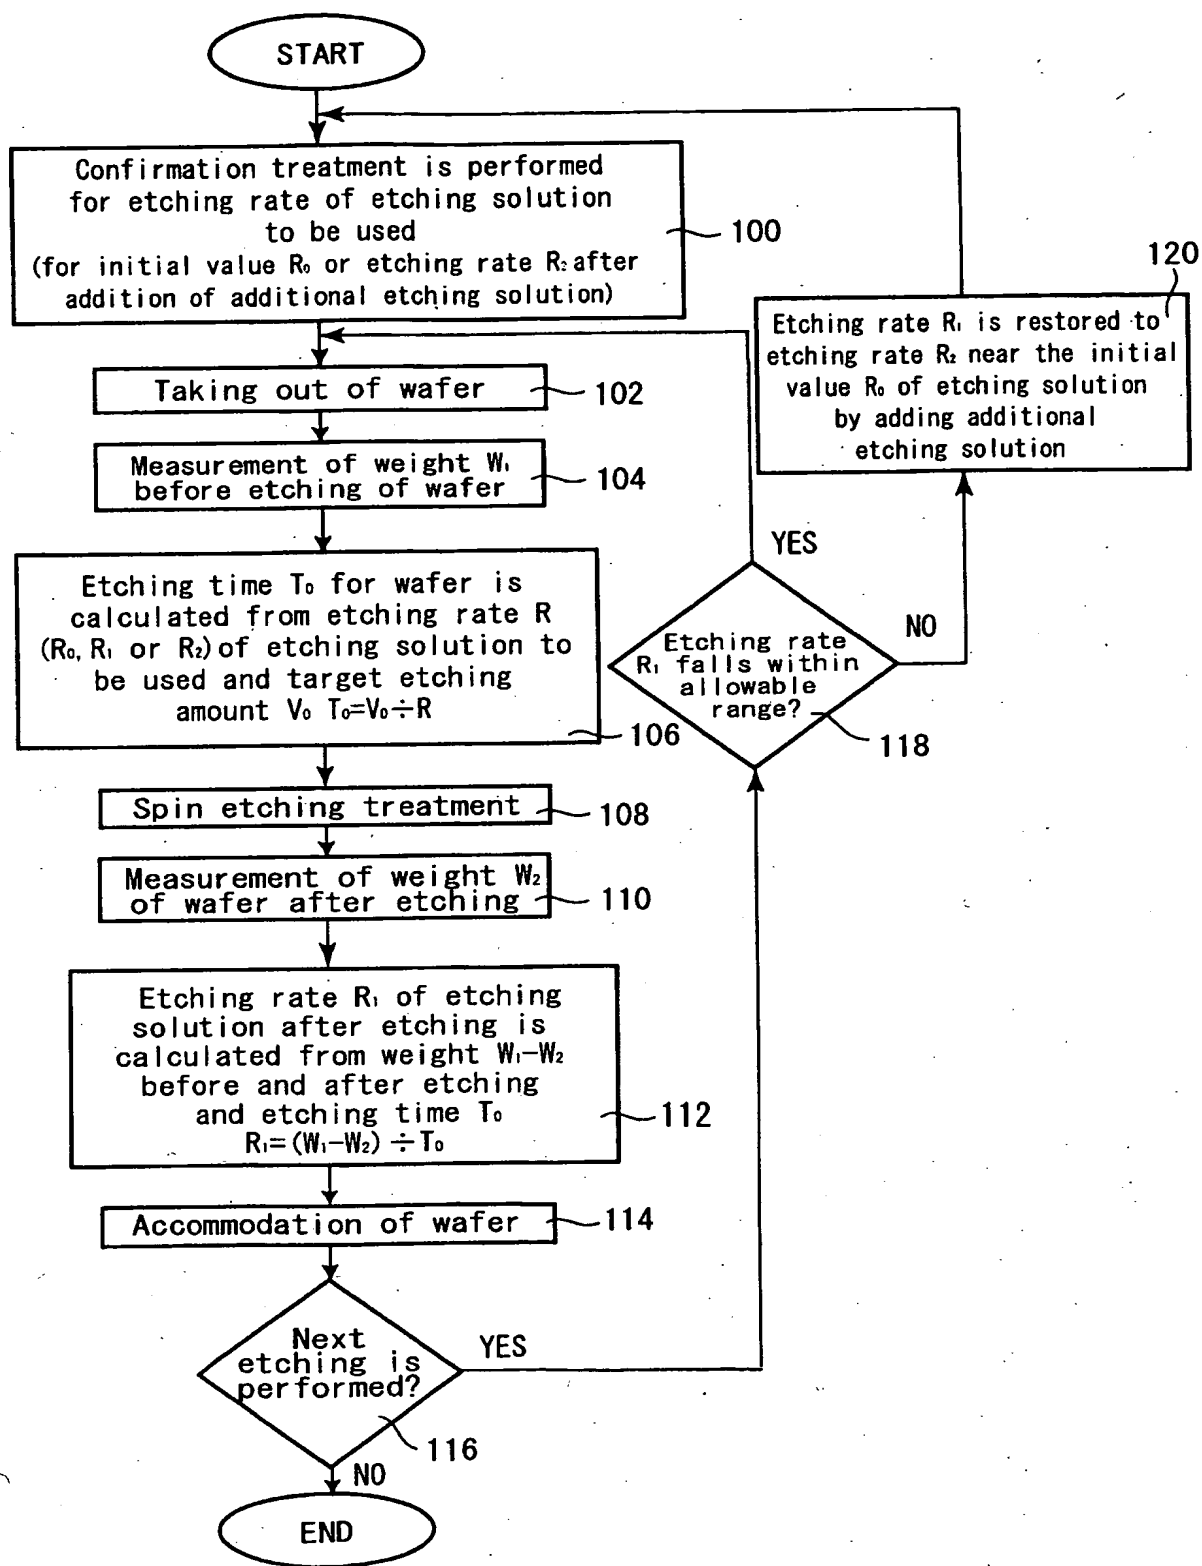 START
Confirmation treatment is performed
for etching rate of etching solution
to be used
(for initial value R₀ or etching rate R₂ after
addition of additional etching solution)
100
Taking out of wafer
102
Measurement of weight W₁
before etching of wafer
104
Etching time T₀ for wafer is
calculated from etching rate R
(R₀, R₁ or R₂) of etching solution to
be used and target etching
amount V₀ T₀=V₀÷R
106
Spin etching treatment
108
Measurement of weight W₂
of wafer after etching
110
Etching rate R₁ of etching
solution after etching is
calculated from weight W₁-W₂
before and after etching
and etching time T₀
R₁=(W₁-W₂)÷T₀
112
Accommodation of wafer
114
Next
etching is
performed?
116
YES
NO
END
Etching rate
R₁ falls within
allowable
range?
118
YES
NO
120
Etching rate R₁ is restored to
etching rate R₂ near the initial
value R₀ of etching solution
by adding additional
etching solution